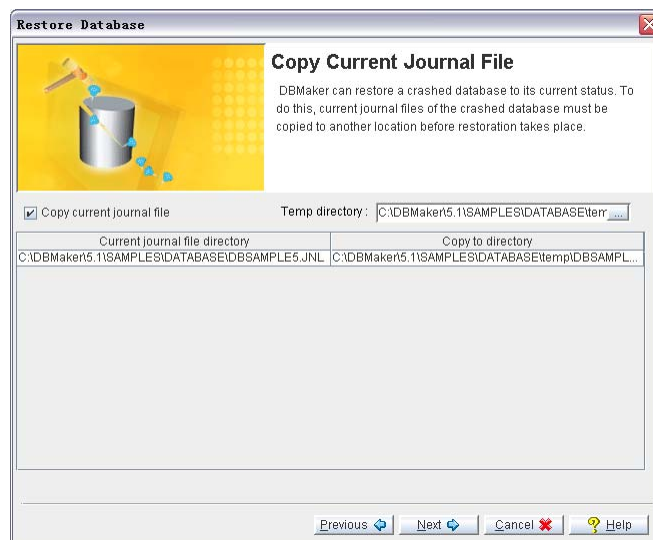 Restore Database
Copy Current Journal File
DBMaker can restore a crashed database to its current status. To
do this, current journal files of the crashed database must be
copied to another location before restoration takes place.
Copy current journal file
Temp directory: C:\DBMaker\5.1\SAMPLES\DATABASE\tem ...
Current journal file directory Copy to directory
C:\DBMaker\5.1\SAMPLES\DATABASE\DBSAMPLE5.JNL C:\DBMaker\5.1\SAMPLES\DATABASE\temp\DBSAMPL...
Previous Next Cancel Help